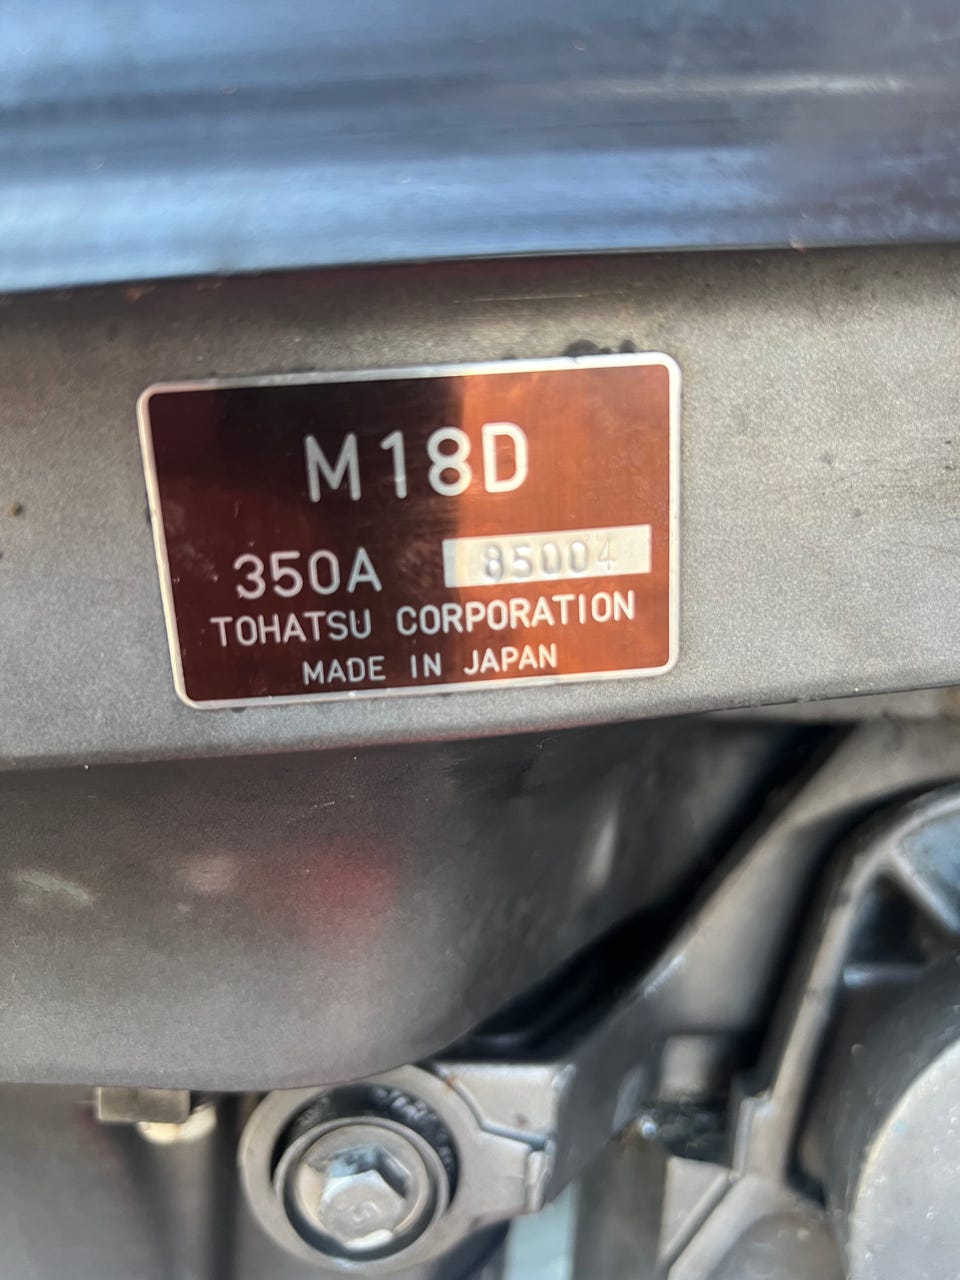 M18D
350A 85004
TOHATSU CORPORATION
MADE IN JAPAN